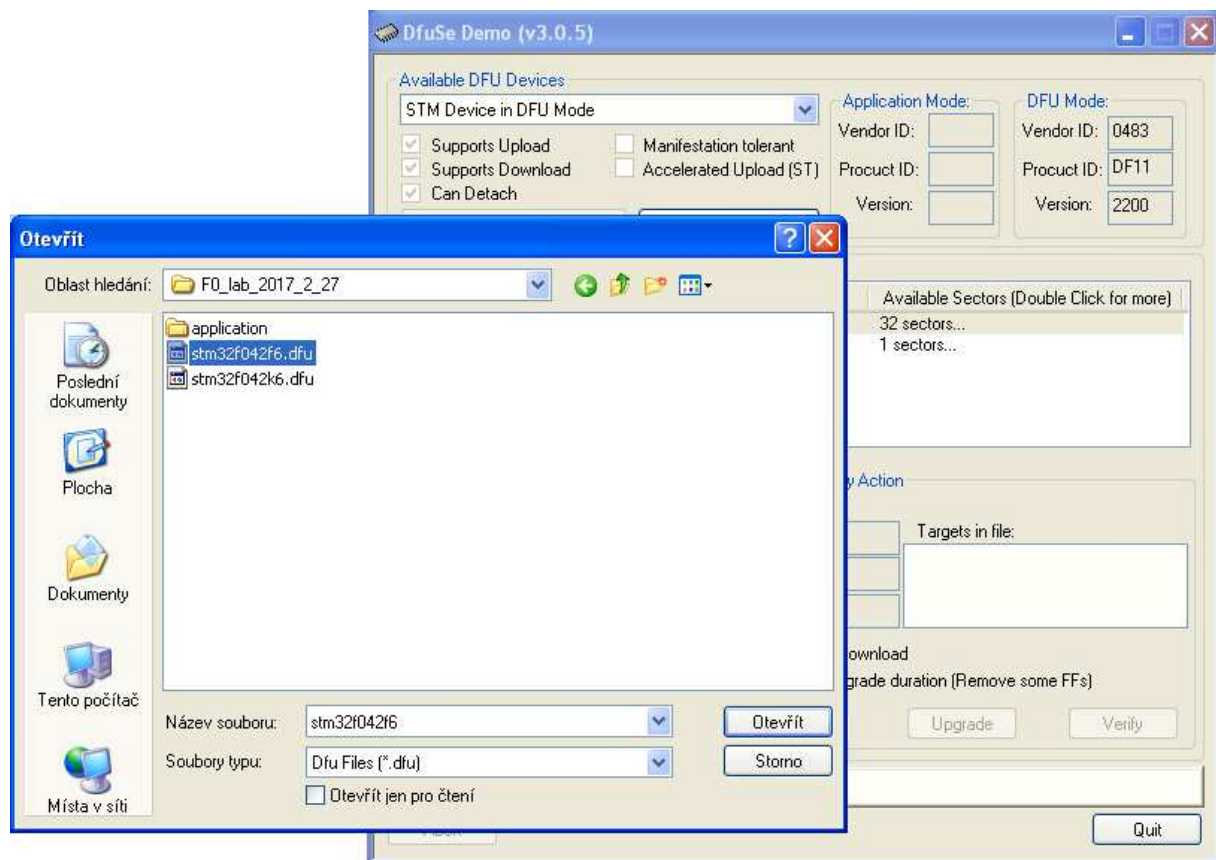 DfuSe Demo (v3.0.5)
Available DFU Devices
STM Device in DFU Mode
Supports Upload
Manifestation tolerant
Supports Download
Accelerated Upload (ST)
Can Detach
Application Mode:
Vendor ID:
Procuct ID:
Version:
DFU Mode:
Vendor ID: 0483
Procuct ID: DF11
Version: 2200
Available Sectors (Double Click for more)
32 sectors...
1 sectors...
Action
Targets in file:
ownload
grade duration (Remove some FFs)
Upgrade
Verify
Quit
Otevřít
Oblast hledání: F0_lab_2017_2_27
application
stm32f042f6.dfu
stm32f042k6.dfu
Poslední
dokumenty
Plocha
Dokumenty
Tento počítač
Místa v síti
Název souboru: stm32f042f6
Otevřít
Soubory typu: Dfu Files (*.dfu)
Storno
Otevřít jen pro čtení